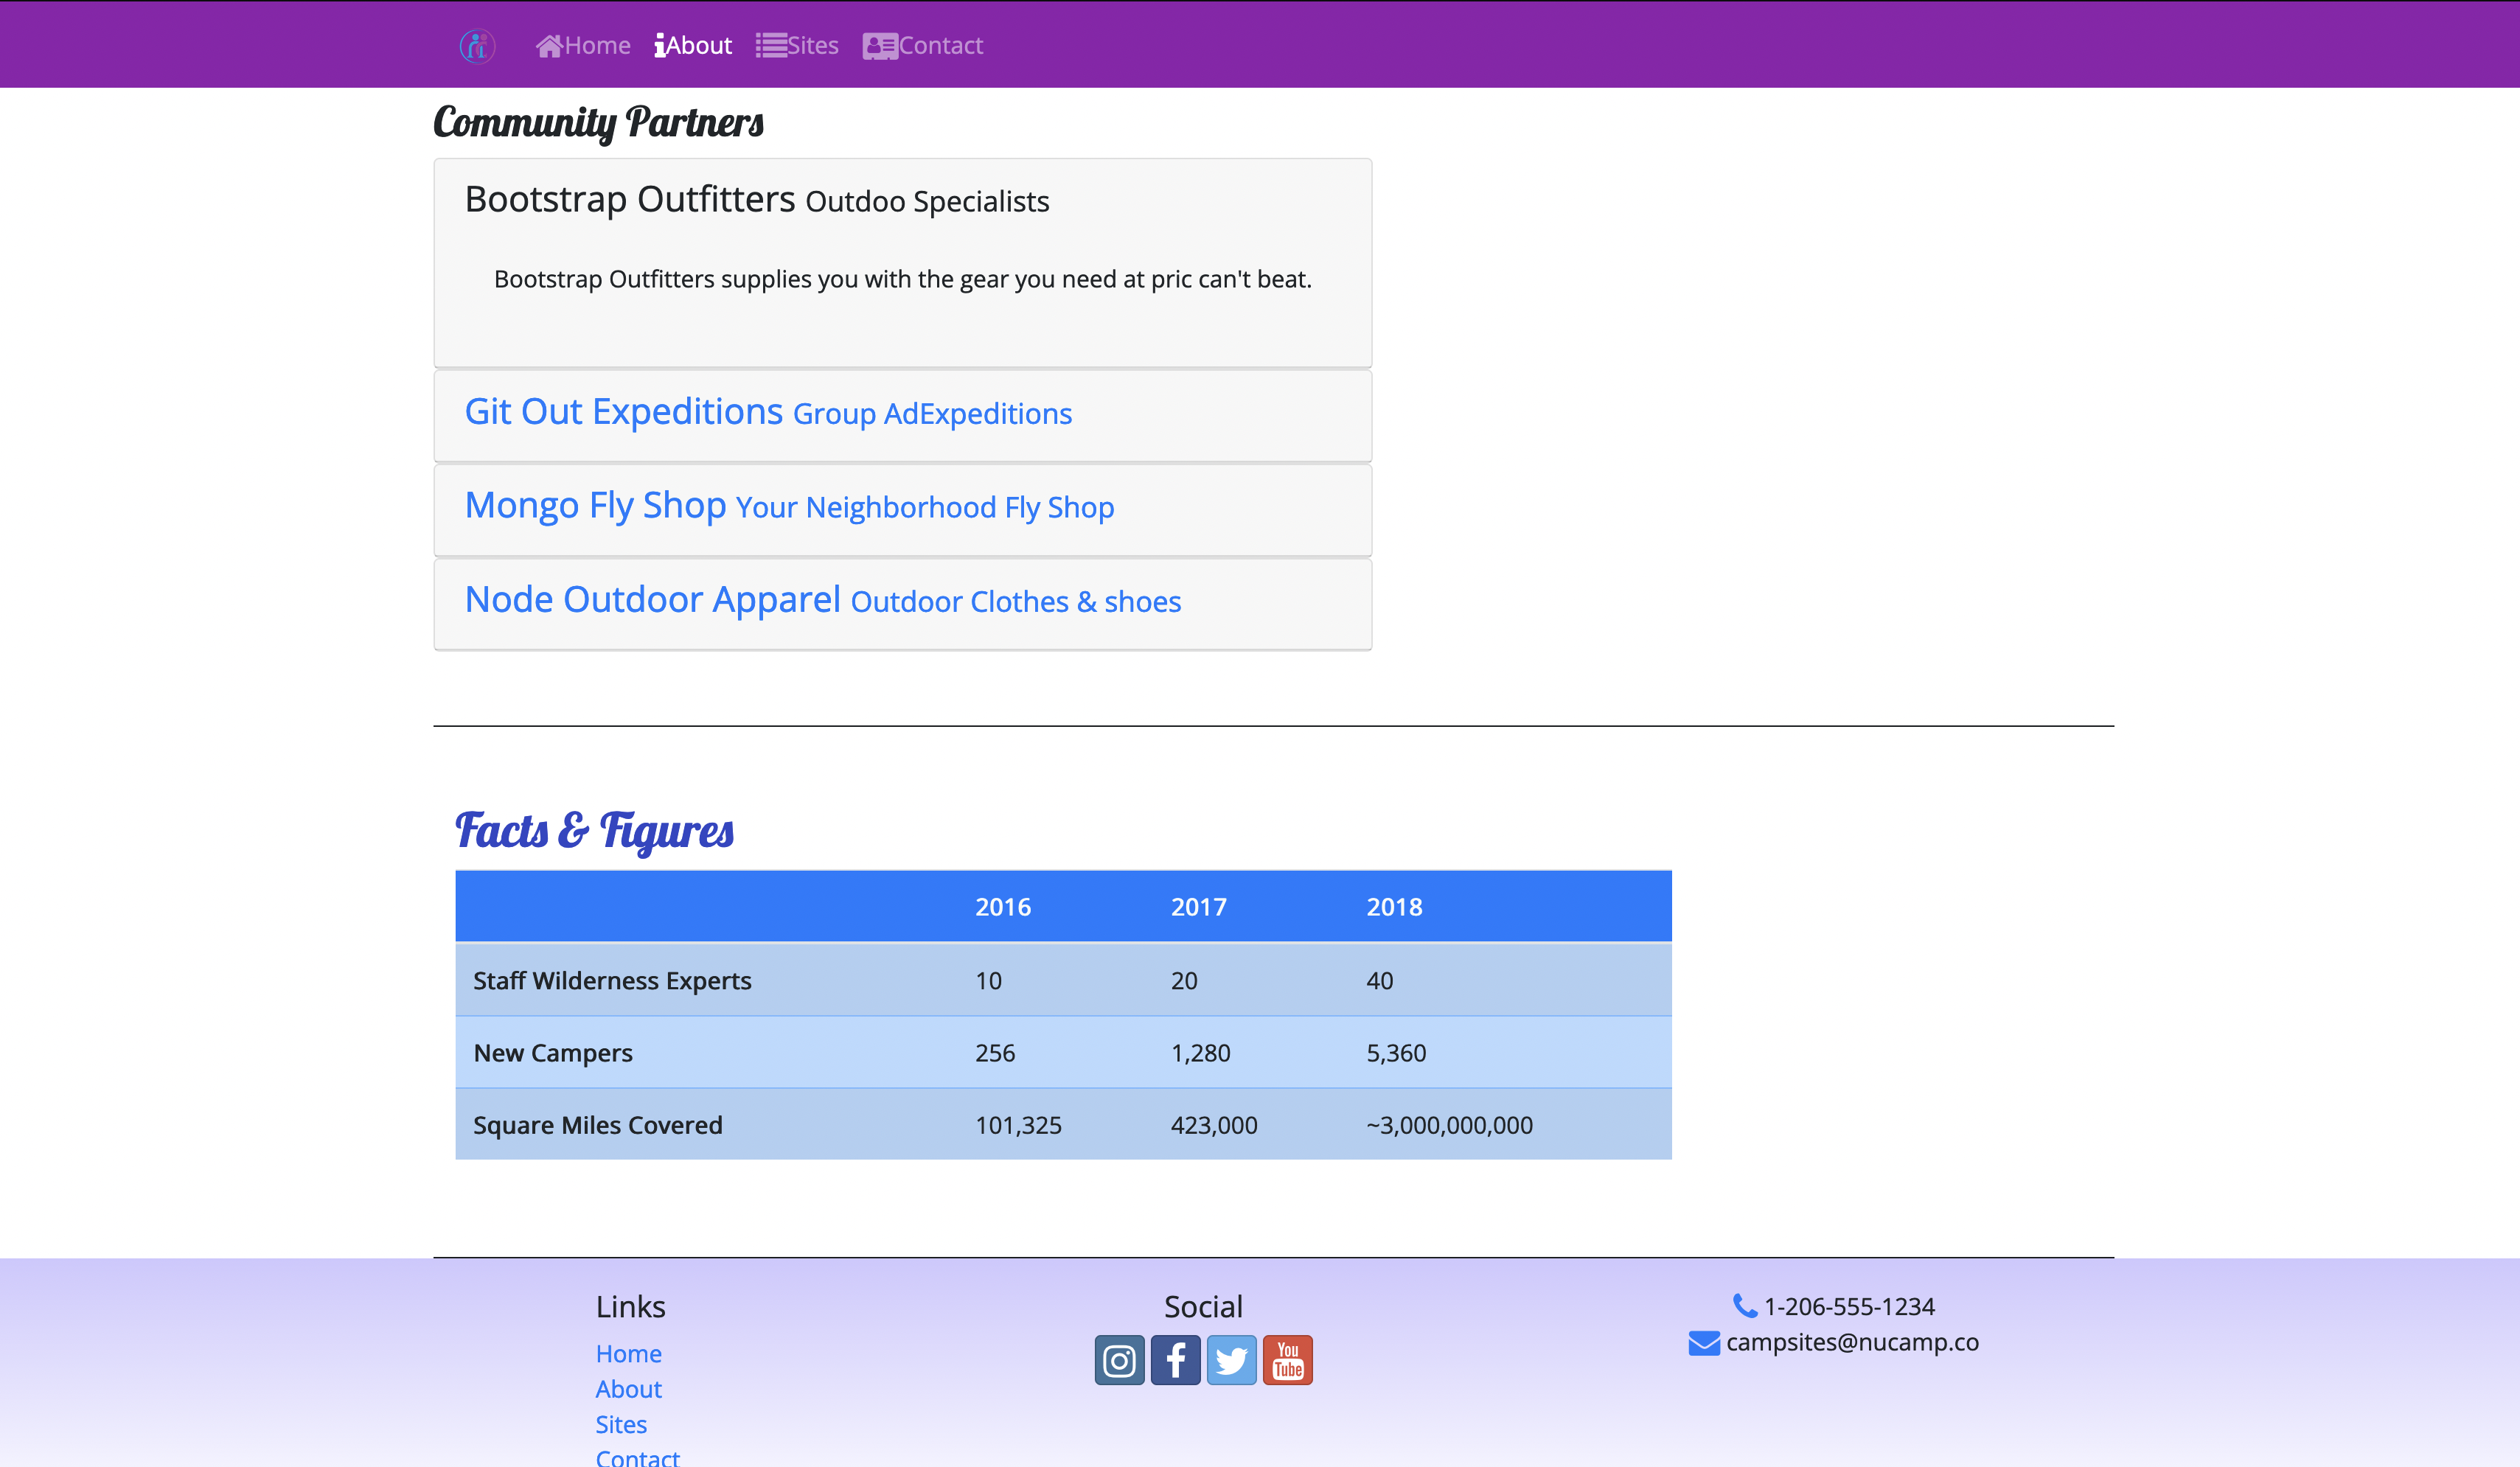 Home About Sites Contact
Community Partners
Bootstrap Outfitters Outdoo Specialists
Bootstrap Outfitters supplies you with the gear you need at pric can't beat.
Git Out Expeditions Group AdExpeditions
Mongo Fly Shop Your Neighborhood Fly Shop
Node Outdoor Apparel Outdoor Clothes & shoes
Facts & Figures
2016 2017 2018
Staff Wilderness Experts 10 20 40
New Campers 256 1,280 5,360
Square Miles Covered 101,325 423,000 ~3,000,000,000
Links
Home
About
Sites
Contact
Social
You
Tube
1-206-555-1234
campsites@nucamp.co